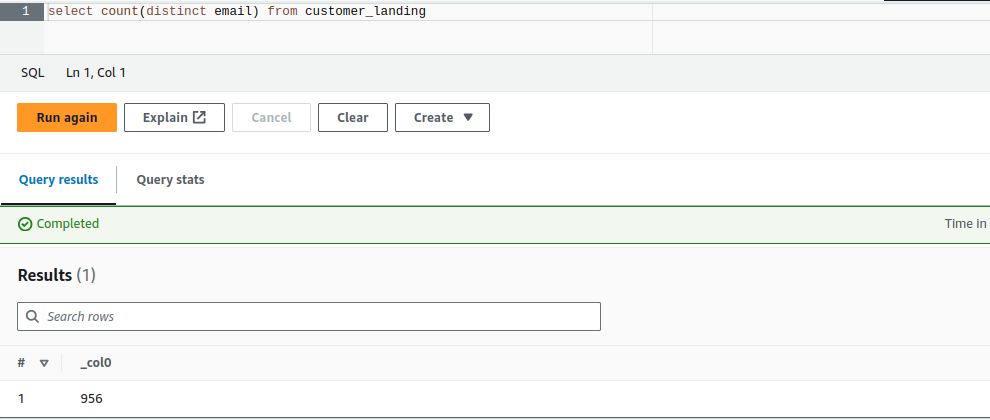 1 select count(distinct email) from customer_landing
SQL Ln 1, Col 1
Run again Explain Cancel Clear Create
Query results Query stats
Completed Time in
Results (1)
Search rows
# _col0
1 956